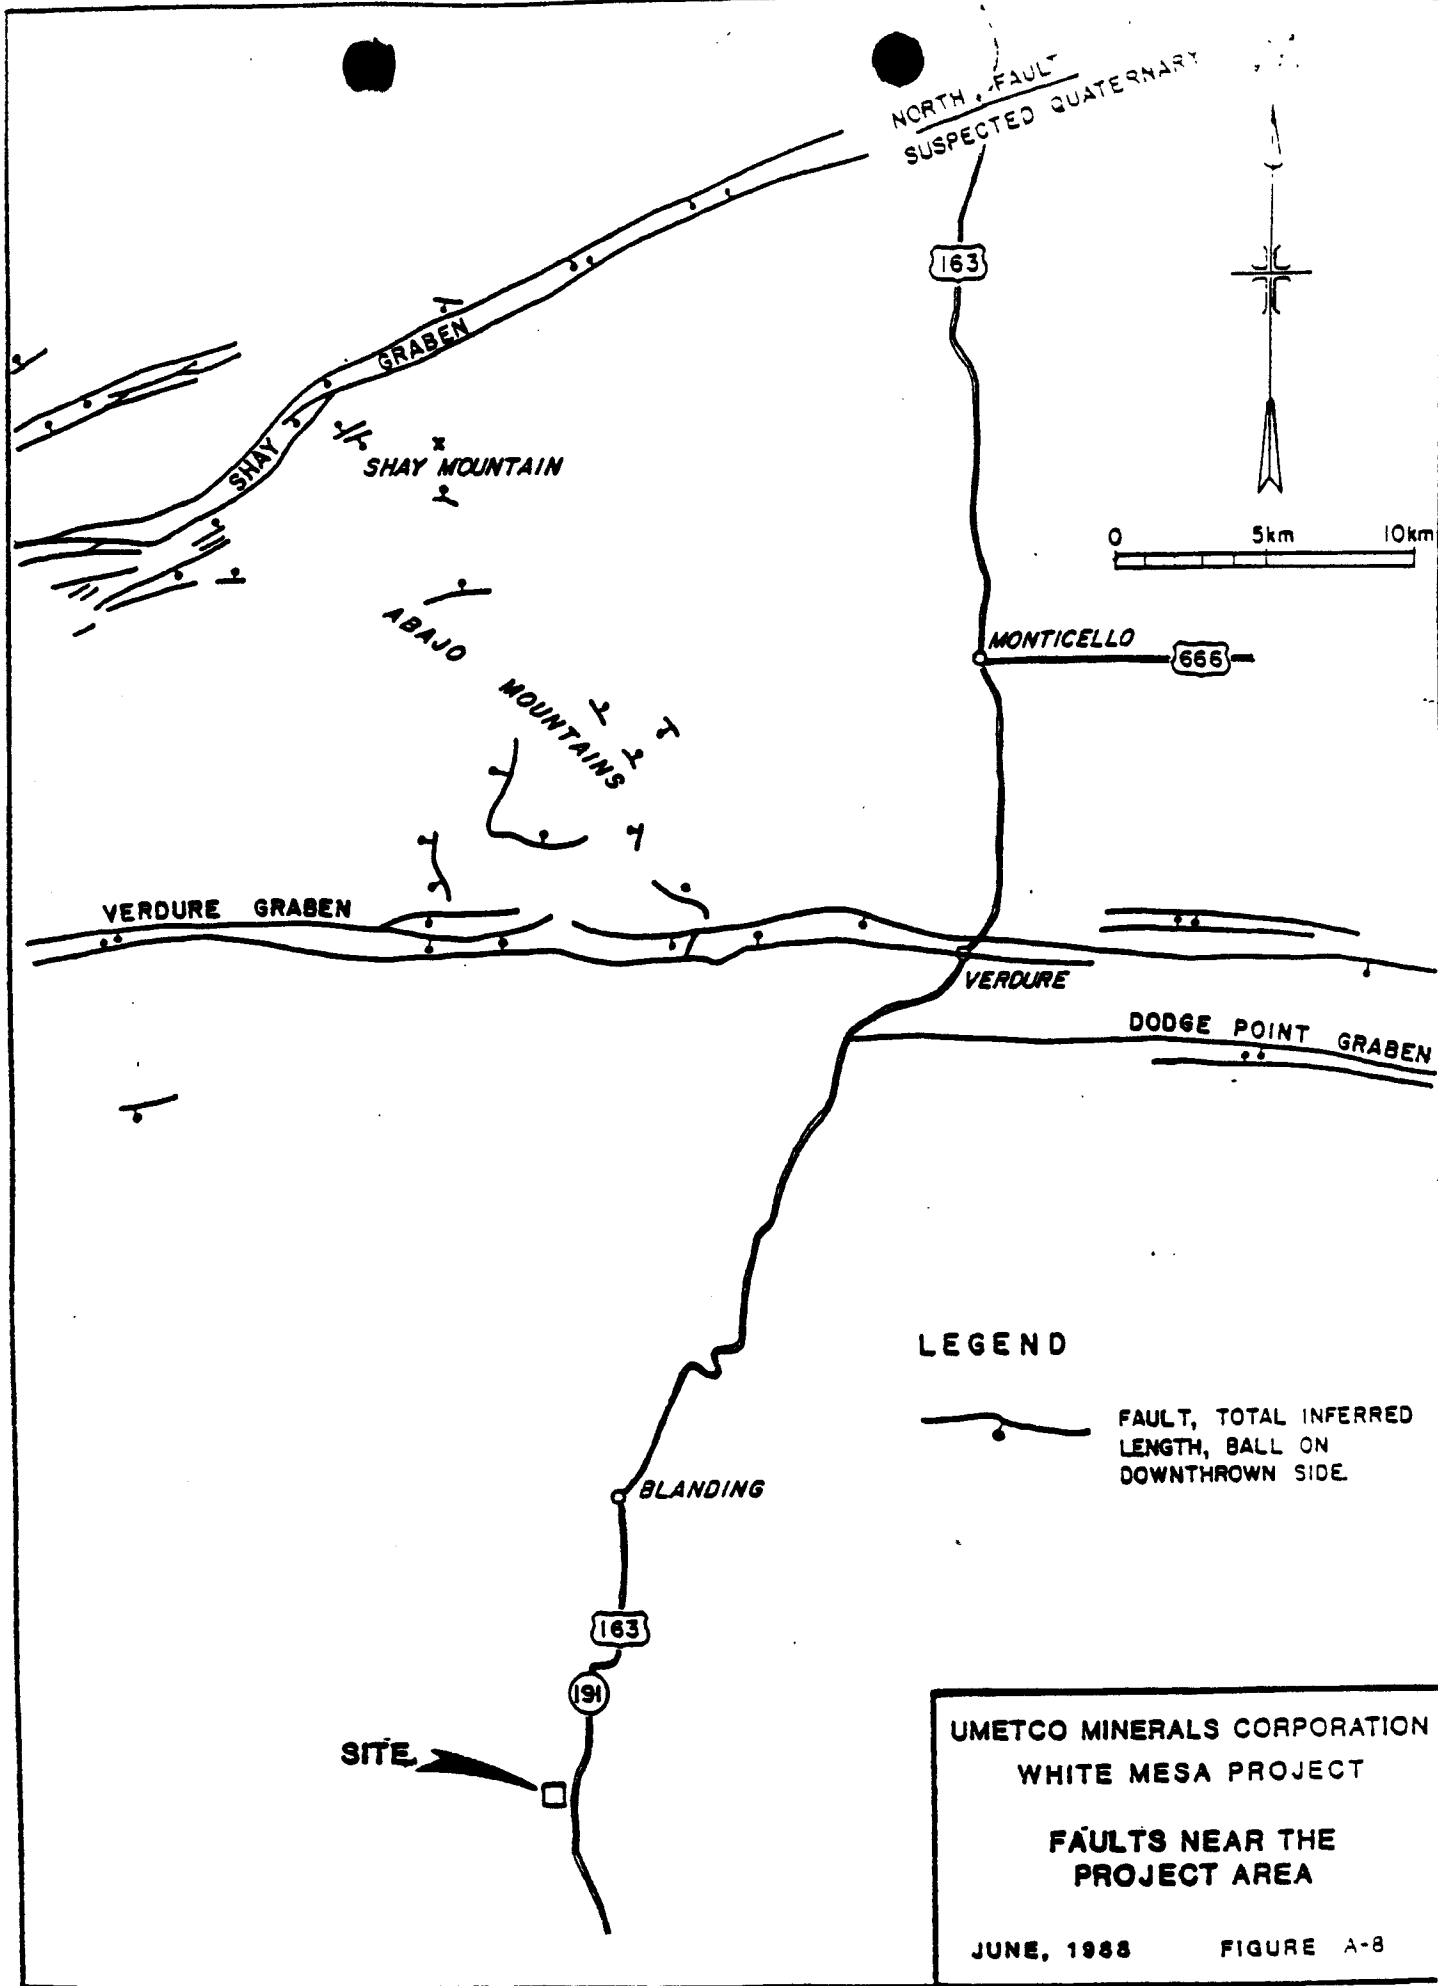 NORTH FAULT
SUSPECTED QUATERNARY
163
GRABEN
SHAY
SHAY MOUNTAIN
0 5km 10km
ABAJO
MOUNTAINS
MONTICELLO
666
VERDURE GRABEN
VERDURE
DODGE POINT GRABEN
LEGEND
FAULT, TOTAL INFERRED
LENGTH, BALL ON
DOWNTHROWN SIDE.
BLANDING
163
191
SITE
UMETCO MINERALS CORPORATION
WHITE MESA PROJECT
FAULTS NEAR THE
PROJECT AREA
JUNE, 1988 FIGURE A-8